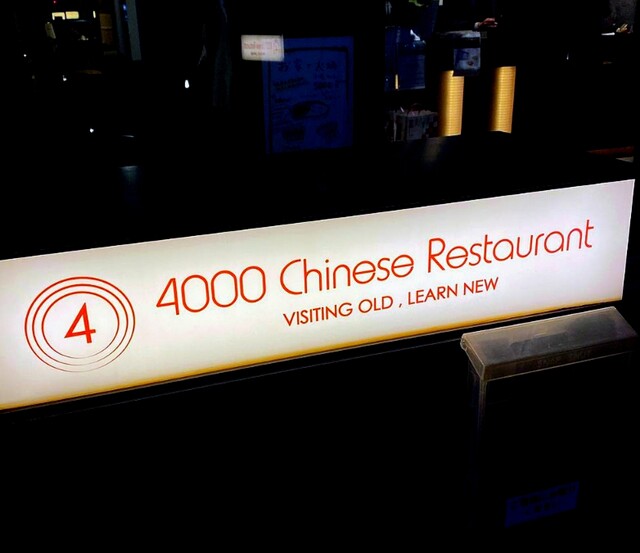 4
4000 Chinese Restaurant
VISITING OLD , LEARN NEW